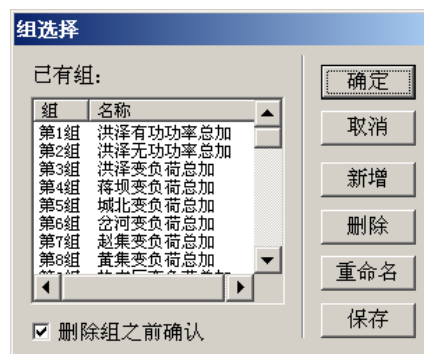 组选择
已有组:
组 名称
第1组 洪泽有功功率总加
第2组 洪泽无功功率总加
第3组 洪泽变负荷总加
第4组 蒋坝变负荷总加
第5组 城北变负荷总加
第6组 岔河变负荷总加
第7组 赵集变负荷总加
第8组 黄集变负荷总加
删除组之前确认
确定
取消
新增
删除
重命名
保存